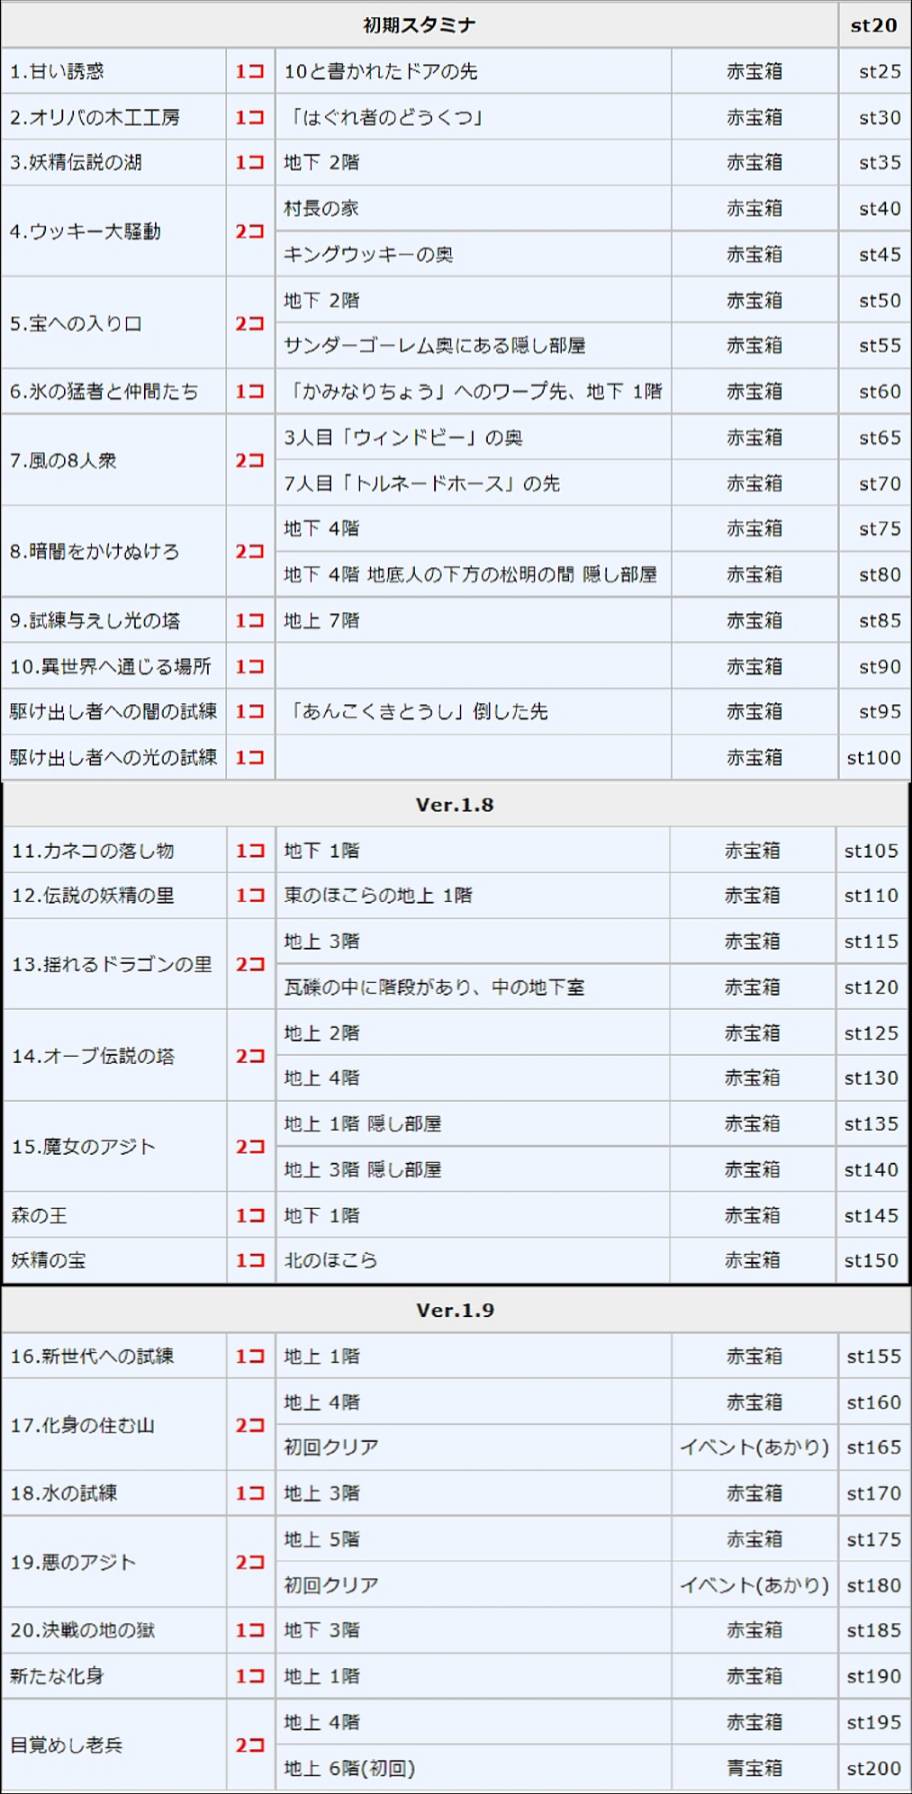 初期スタミナ st20
1.甘い誘惑 1コ 10と書かれたドアの先 赤宝箱 st25
2.オリバの木工工房 1コ 「はぐれ者のどうくつ」 赤宝箱 st30
3.妖精伝説の湖 1コ 地下 2階 赤宝箱 st35
4.ウッキー大騒動 2コ 村長の家 赤宝箱 st40
キングウッキーの奥 赤宝箱 st45
5.宝への入り口 2コ 地下 2階 赤宝箱 st50
サンダーゴーレム奥にある隠し部屋 赤宝箱 st55
6.氷の猛者と仲間たち 1コ 「かみなりちょう」へのワープ先、地下 1階 赤宝箱 st60
7.風の8人衆 2コ 3人目「ウィンドビー」の奥 赤宝箱 st65
7人目「トルネードホース」の先 赤宝箱 st70
8.暗闇をかけぬけろ 2コ 地下 4階 赤宝箱 st75
地下 4階 地底人の下方の松明の間 隠し部屋 赤宝箱 st80
9.試練与えし光の塔 1コ 地上 7階 赤宝箱 st85
10.異世界へ通じる場所 1コ 赤宝箱 st90
駆け出し者への闇の試練 1コ 「あんこくきとうし」倒した先 赤宝箱 st95
駆け出し者への光の試練 1コ 赤宝箱 st100
Ver.1.8
11.カネコの落し物 1コ 地下 1階 赤宝箱 st105
12.伝説の妖精の里 1コ 東のほこらの地上 1階 赤宝箱 st110
13.揺れるドラゴンの里 2コ 地上 3階 赤宝箱 st115
瓦礫の中に階段があり、中の地下室 赤宝箱 st120
14.オーブ伝説の塔 2コ 地上 2階 赤宝箱 st125
地上 4階 赤宝箱 st130
15.魔女のアジト 2コ 地上 1階 隠し部屋 赤宝箱 st135
地上 3階 隠し部屋 赤宝箱 st140
森の王 1コ 地下 1階 赤宝箱 st145
妖精の宝 1コ 北のほこら 赤宝箱 st150
Ver.1.9
16.新世代への試練 1コ 地上 1階 赤宝箱 st155
17.化身の住む山 2コ 地上 4階 赤宝箱 st160
初回クリア イベント(あかり) st165
18.水の試練 1コ 地上 3階 赤宝箱 st170
19.悪のアジト 2コ 地上 5階 赤宝箱 st175
初回クリア イベント(あかり) st180
20.決戦の地の獄 1コ 地下 3階 赤宝箱 st185
新たな化身 1コ 地上 1階 赤宝箱 st190
目覚めし老兵 2コ 地上 4階 赤宝箱 st195
地上 6階(初回) 青宝箱 st200